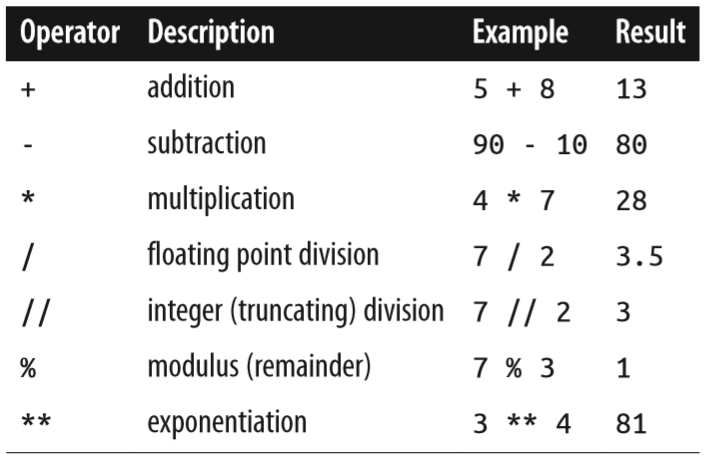 Operator Description Example Result
+ addition 5 + 8 13
- subtraction 90 - 10 80
* multiplication 4 * 7 28
/ floating point division 7 / 2 3.5
// integer (truncating) division 7 // 2 3
% modulus (remainder) 7 % 3 1
** exponentiation 3 ** 4 81